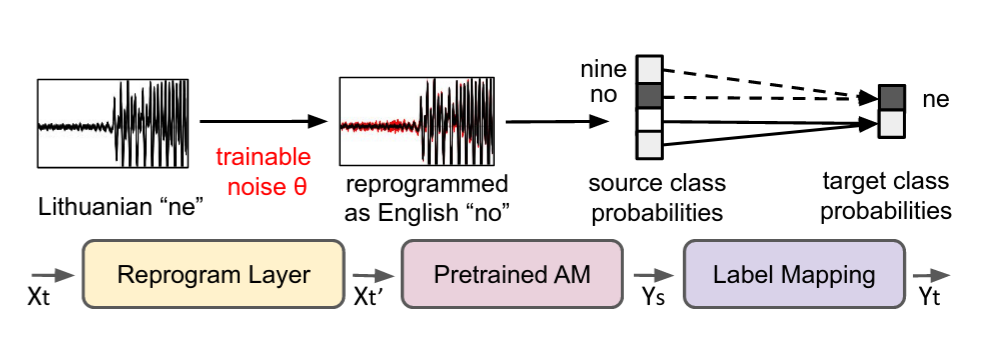 nine
no
ne
trainable
noise θ
Lithuanian “ne”
reprogrammed
as English “no”
source class
probabilities
target class
probabilities
Xt
Reprogram Layer
Xt’
Pretrained AM
Ys
Label Mapping
Yt